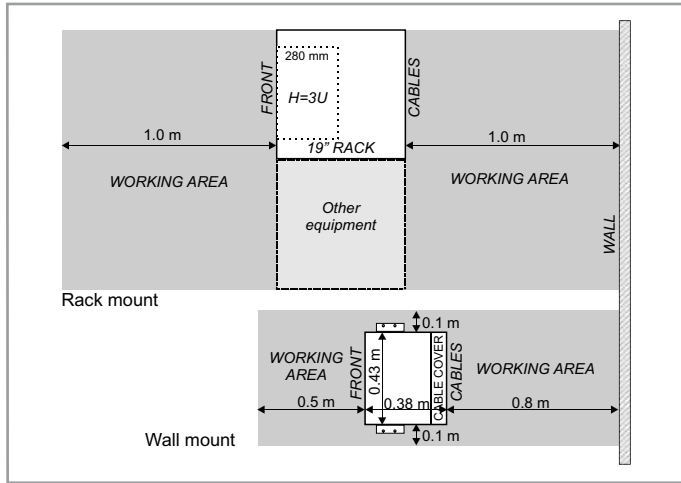 280 mm
FRONT
H=3U
CABLES
1.0 m
19" RACK
1.0 m
WORKING AREA
WORKING AREA
Other
equipment
WALL
Rack mount
0.1 m
WORKING
AREA
FRONT
0.43 m
CABLE COVER
CABLES
WORKING AREA
0.5 m
0.38 m
0.8 m
Wall mount
0.1 m